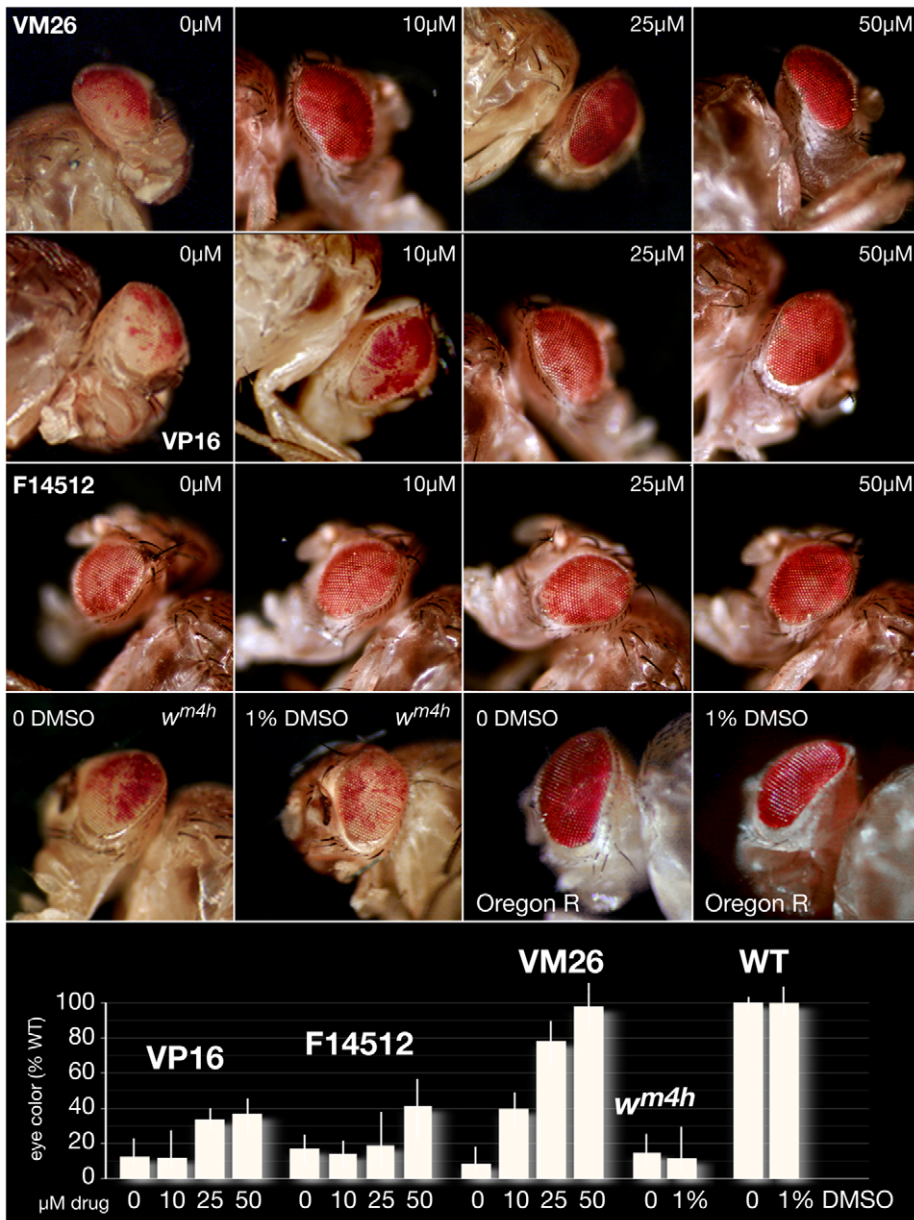 VM26 0µM 10µM 25µM 50µM
0µM 10µM 25µM 50µM
VP16
F14512 0µM 10µM 25µM 50µM
0 DMSO w^m4h 1% DMSO w^m4h 0 DMSO 1% DMSO
Oregon R Oregon R
VM26 WT
100
80
60
40
20
0
eye color (% WT)
VP16 F14512 w^m4h
µM drug 0 10 25 50 0 10 25 50 0 10 25 50 0 1% 0 1% DMSO